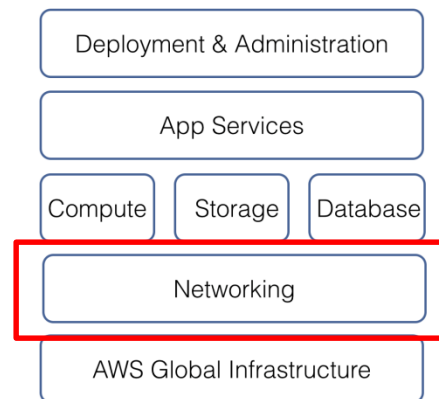 Deployment & Administration
App Services
Compute Storage Database
Networking
AWS Global Infrastructure